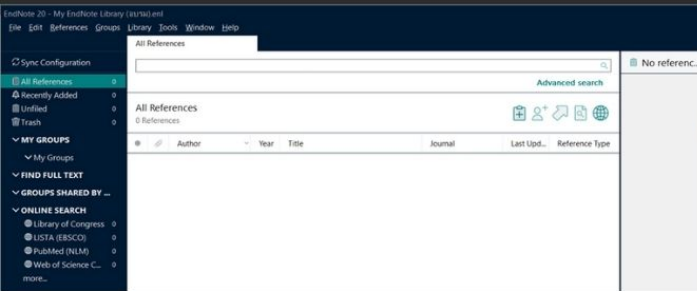 EndNote 20 - My EndNote Library
File Edit References Groups Library Tools Window Help
All References
Sync Configuration
All References 0
Recently Added 0
Unfiled 0
Trash 0
MY GROUPS
My Groups
FIND FULL TEXT
GROUPS SHARED BY ...
ONLINE SEARCH
Library of Congress 0
LISTA (EBSCO) 0
PubMed (NLM) 0
Web of Science C... 0
more...
Advanced search
All References
0 References
Author Year Title Journal Last Upd... Reference Type
No referenc...